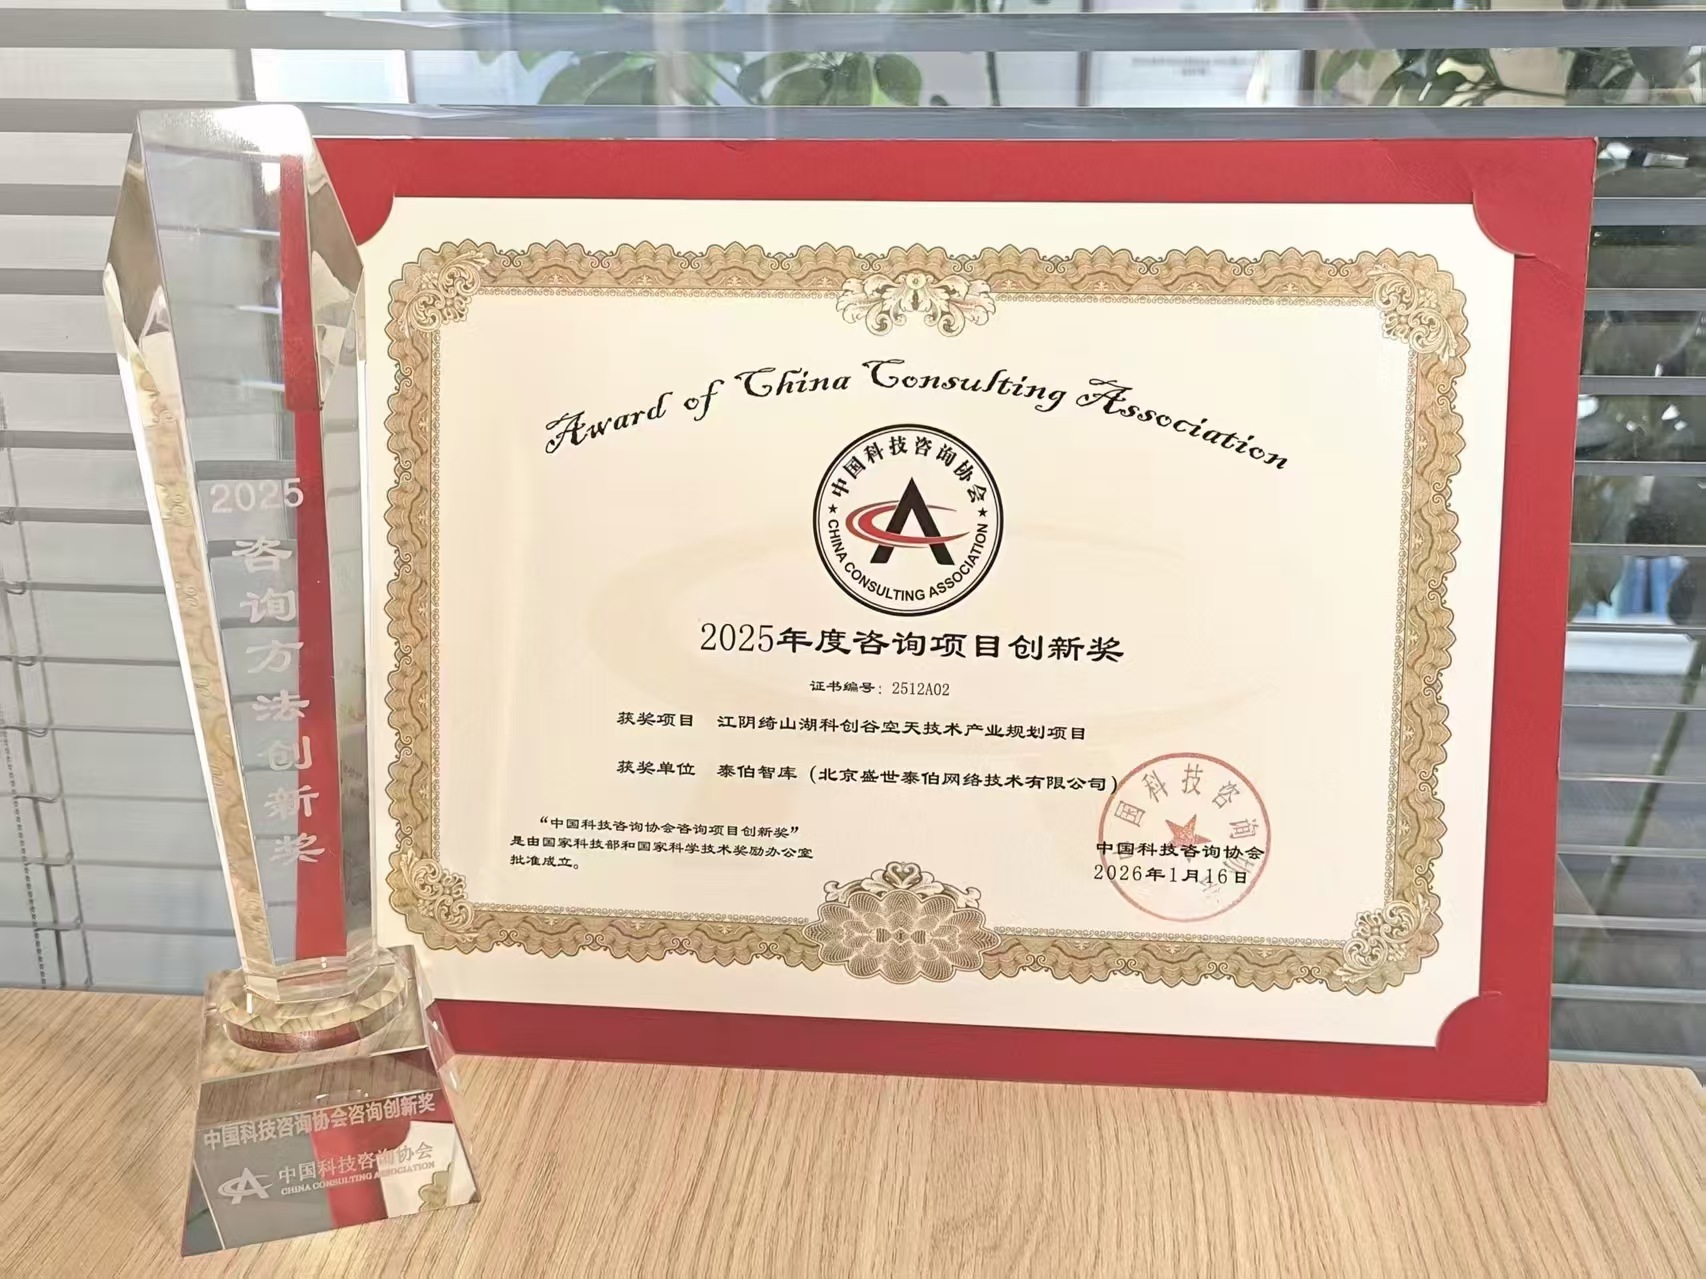 Award of China Consulting Association
中国科技咨询协会
CHINA CONSULTING ASSOCIATION
2025年度咨询项目创新奖
证书编号：2512A02
获奖项目 江阴绮山湖科创谷空天技术产业规划项目
获奖单位 泰伯智库（北京盛世泰伯网络技术有限公司）
“中国科技咨询协会咨询项目创新奖”
是由国家科技部和国家科学技术奖励办公室
批准成立。
中国科技咨询协会
2026年1月16日
国科技咨询
2025
咨询方法创新奖
中国科技咨询协会咨询创新奖
中国科技咨询协会
CHINA CONSULTING ASSOCIATION